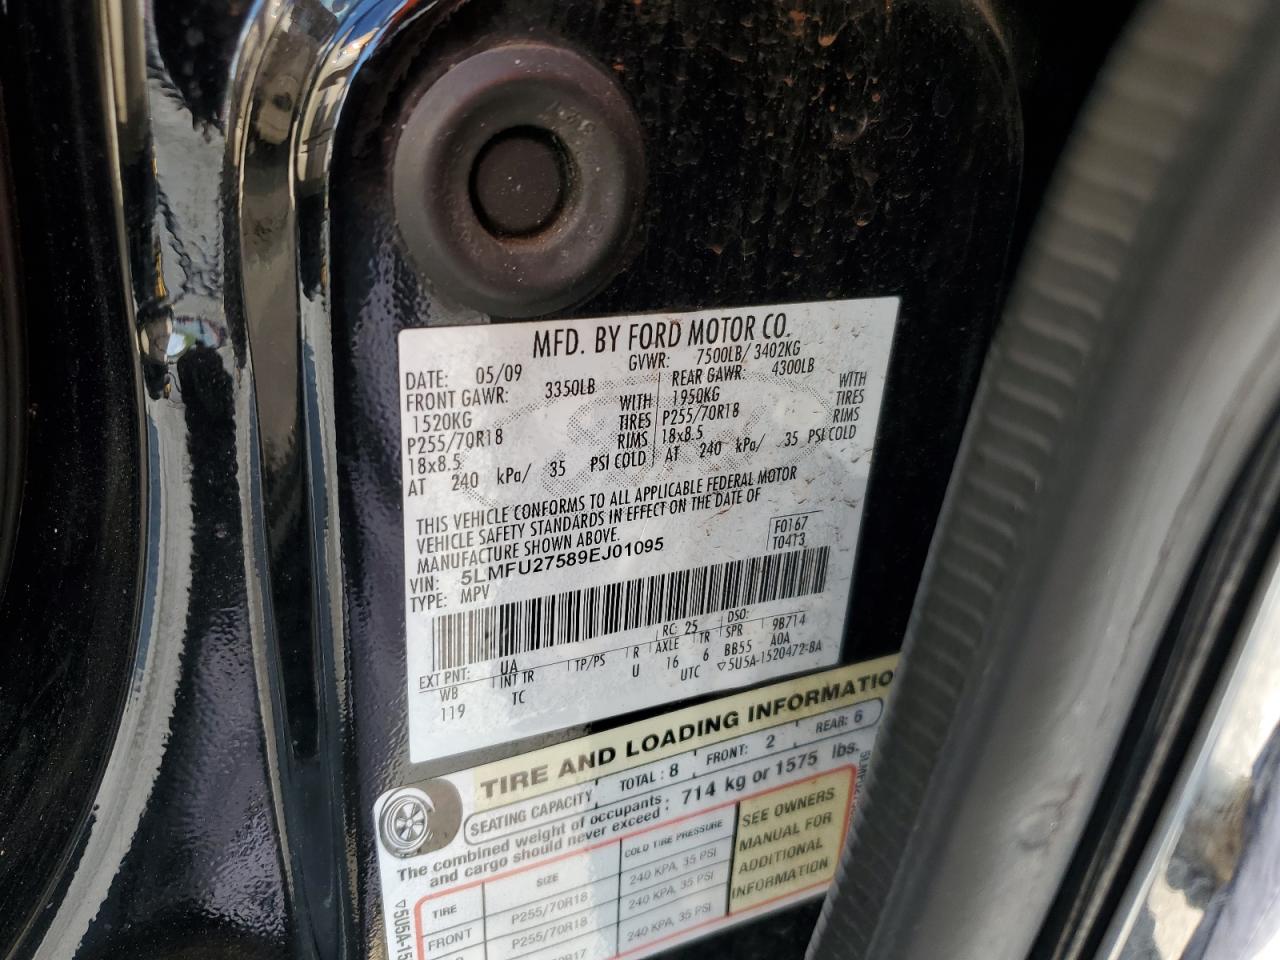 MFD. BY FORD MOTOR CO.
DATE: 05/09 GVWR: 7500LB/ 3402KG
FRONT GAWR: 3350LB REAR GAWR: 4300LB
1520KG WITH 1950KG WITH
P255/70R18 TIRES P255/70R18 TIRES
18x8.5 RIMS 18x8.5 RIMS
AT 240 kPa/ 35 PSI COLD AT 240 kPa/ 35 PSI COLD
THIS VEHICLE CONFORMS TO ALL APPLICABLE FEDERAL MOTOR
VEHICLE SAFETY STANDARDS IN EFFECT ON THE DATE OF
MANUFACTURE SHOWN ABOVE.
F0167
T0413
VIN: 5LMFU27589EJ01095
TYPE: MPV
RC: 25 DSO:
EXT PNT: UA 9B714
WB INT TR TP/PS R AXLE TR SPR
119 TC U 16 6 BB55 A0A
UTC ▽5U5A-1520472-BA
TIRE AND LOADING INFORMATIO
SEATING CAPACITY TOTAL: 8 FRONT: 2 REAR: 6
The combined weight of occupants
and cargo should never exceed: 714 kg or 1575 lbs.
TIRE SIZE COLD TIRE PRESSURE
FRONT P255/70R18 240 KPA, 35 PSI
P255/70R18 240 KPA, 35 PSI
240 KPA, 35 PSI
SEE OWNERS
MANUAL FOR
ADDITIONAL
INFORMATION
▽5U5A-15